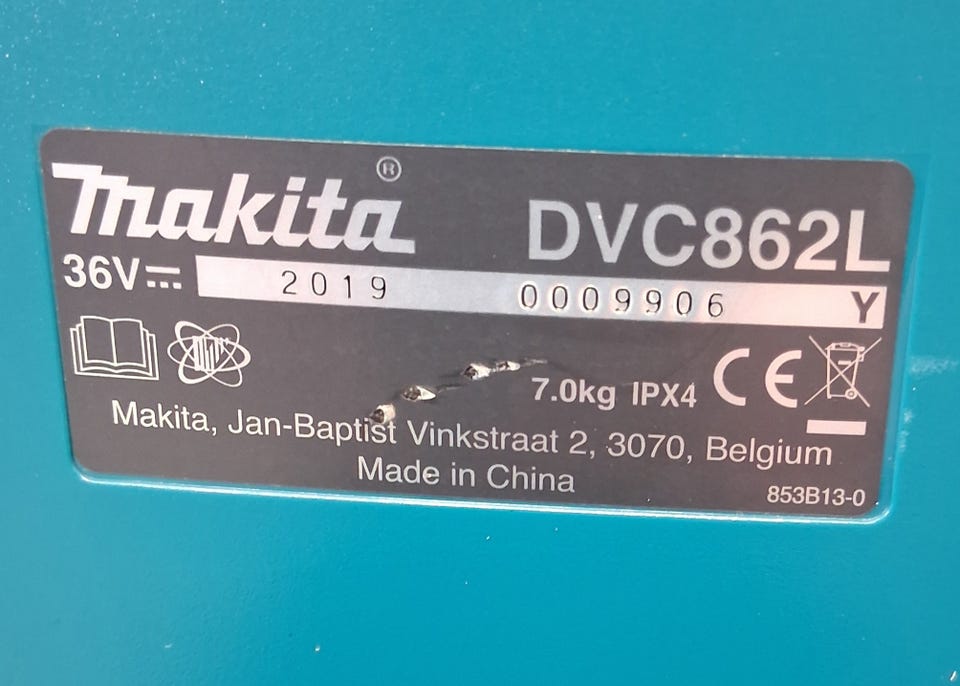 makita® DVC862L
36V 2019 0009906 Y
7.0kg IPX4 CE
Makita, Jan-Baptist Vinkstraat 2, 3070, Belgium
Made in China
853B13-0